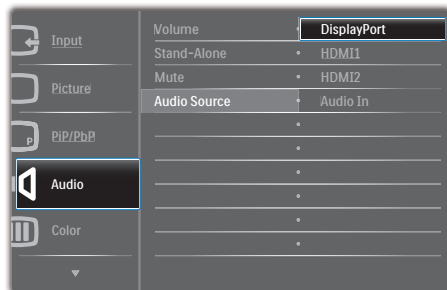 Input
Picture
P
PiP/PbP
Audio
Color
Volume
Stand-Alone
Mute
Audio Source
DisplayPort
HDMI1
HDMI2
Audio In